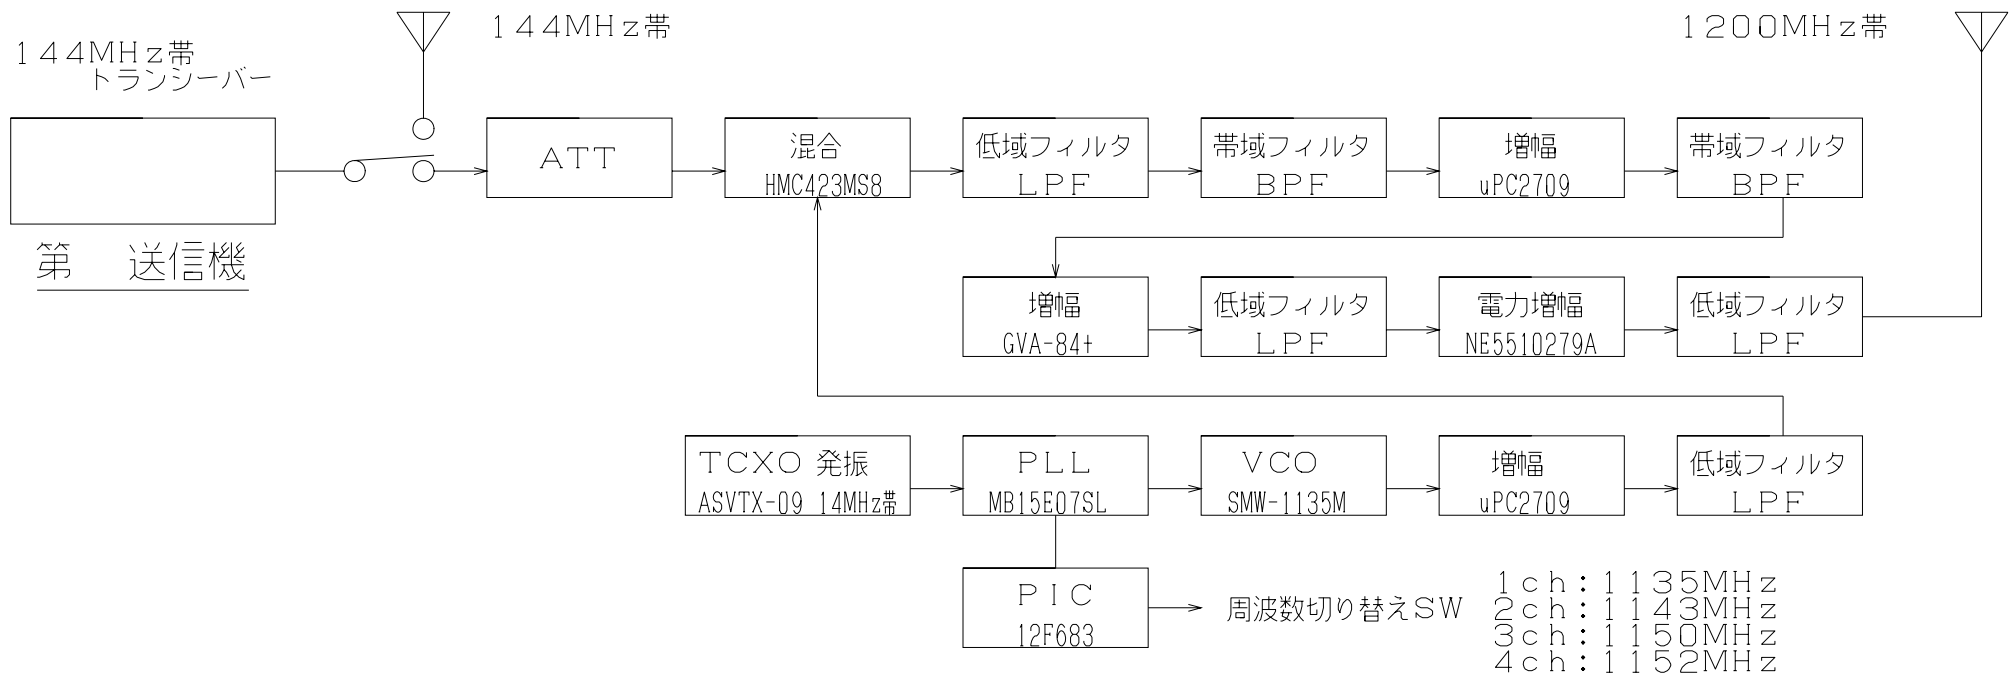 144MHz帯
トランシーバー
144MHz帯
1200MHz帯
ATT
混合
HMC423MS8
低域フィルタ
LPF
帯域フィルタ
BPF
増幅
uPC2709
帯域フィルタ
BPF
第 送信機
増幅
GVA-84+
低域フィルタ
LPF
電力増幅
NE5510279A
低域フィルタ
LPF
TCXO 発振
ASVTX-09 14MHz帯
PLL
MB15E07SL
VCO
SMW-1135M
増幅
uPC2709
低域フィルタ
LPF
PIC
12F683
周波数切り替えSW
1ch:1135MHz
2ch:1143MHz
3ch:1150MHz
4ch:1152MHz